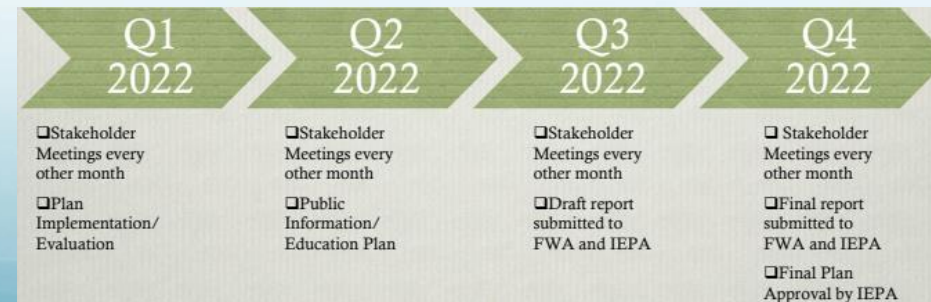 Q1
2022
❑Stakeholder
Meetings every
other month
❑Plan
Implementation/
Evaluation
Q2
2022
❑Stakeholder
Meetings every
other month
❑Public
Information/
Education Plan
Q3
2022
❑Stakeholder
Meetings every
other month
❑Draft report
submitted to
FWA and IEPA
Q4
2022
❑ Stakeholder
Meetings every
other month
❑Final report
submitted to
FWA and IEPA
❑Final Plan
Approval by IEPA